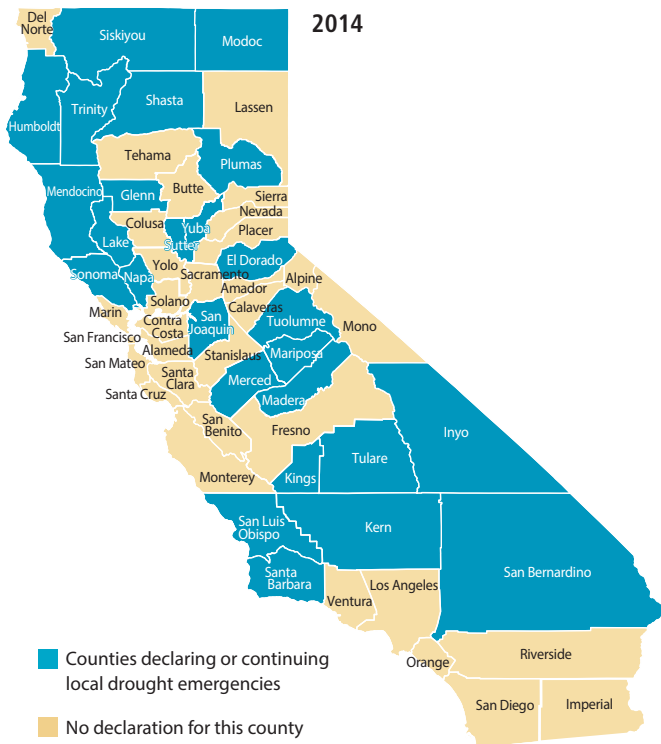 2014
Del
Norte
Siskiyou
Modoc
Humboldt
Trinity
Shasta
Lassen
Tehama
Plumas
Mendocino
Glenn
Butte
Sierra
Nevada
Colusa
Lake
Sutter
Yuba
Placer
Sonoma
Napa
Yolo
Sacramento
El Dorado
Alpine
Amador
Solano
Marin
Contra
Costa
San
Joaquin
Calaveras
Tuolumne
Mono
San Francisco
Alameda
Stanislaus
Mariposa
San Mateo
Santa
Clara
Merced
Madera
Santa Cruz
San
Benito
Fresno
Inyo
Monterey
Kings
Tulare
San Luis
Obispo
Kern
Santa
Barbara
San Bernardino
Ventura
Los Angeles
Orange
Riverside
San Diego
Imperial
Counties declaring or continuing
local drought emergencies
No declaration for this county